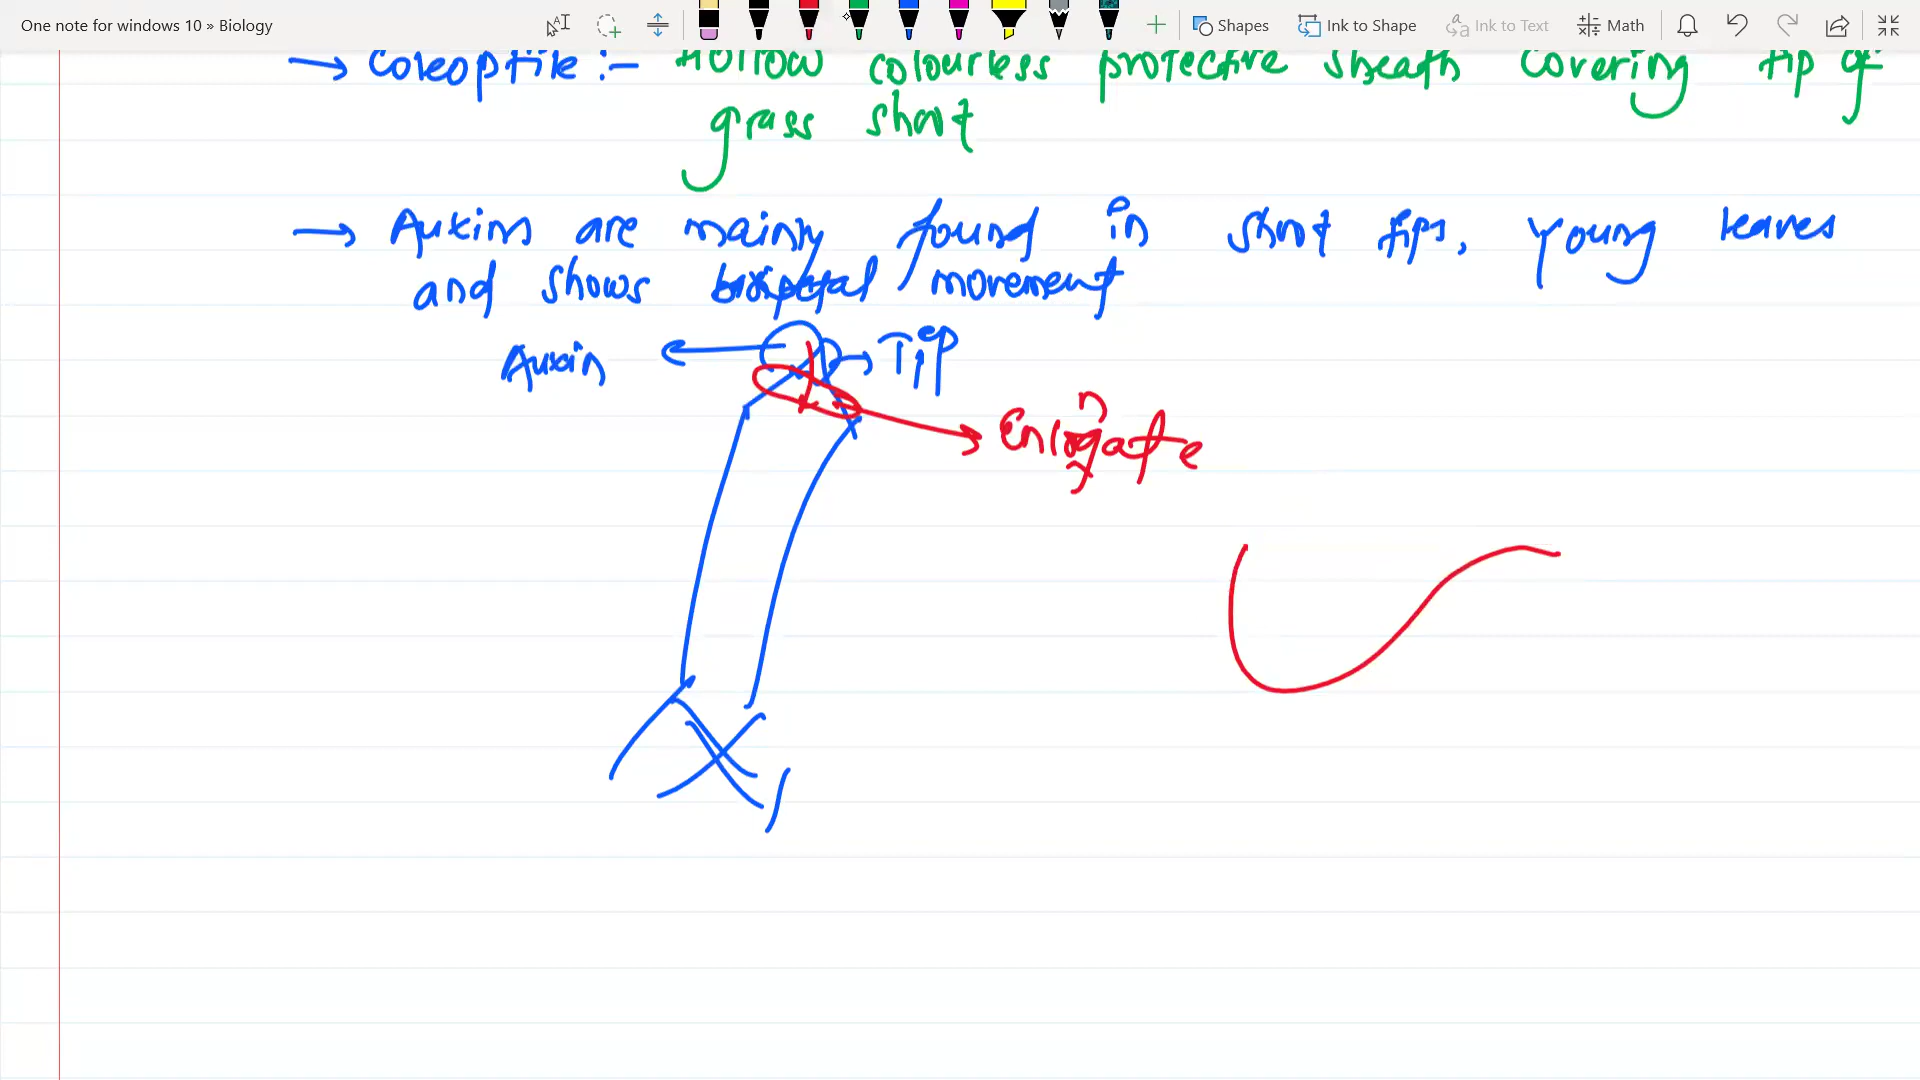 One note for windows 10 » Biology
Shapes
Ink to Shape
Ink to Text
Math
→ Coleoptile :- Hollow colourless protective sheath covering tip of
grass shoot
→ Auxins are mainly found in shoot tips, young leaves
and shows movement
Auxin
Tip
Enlongate